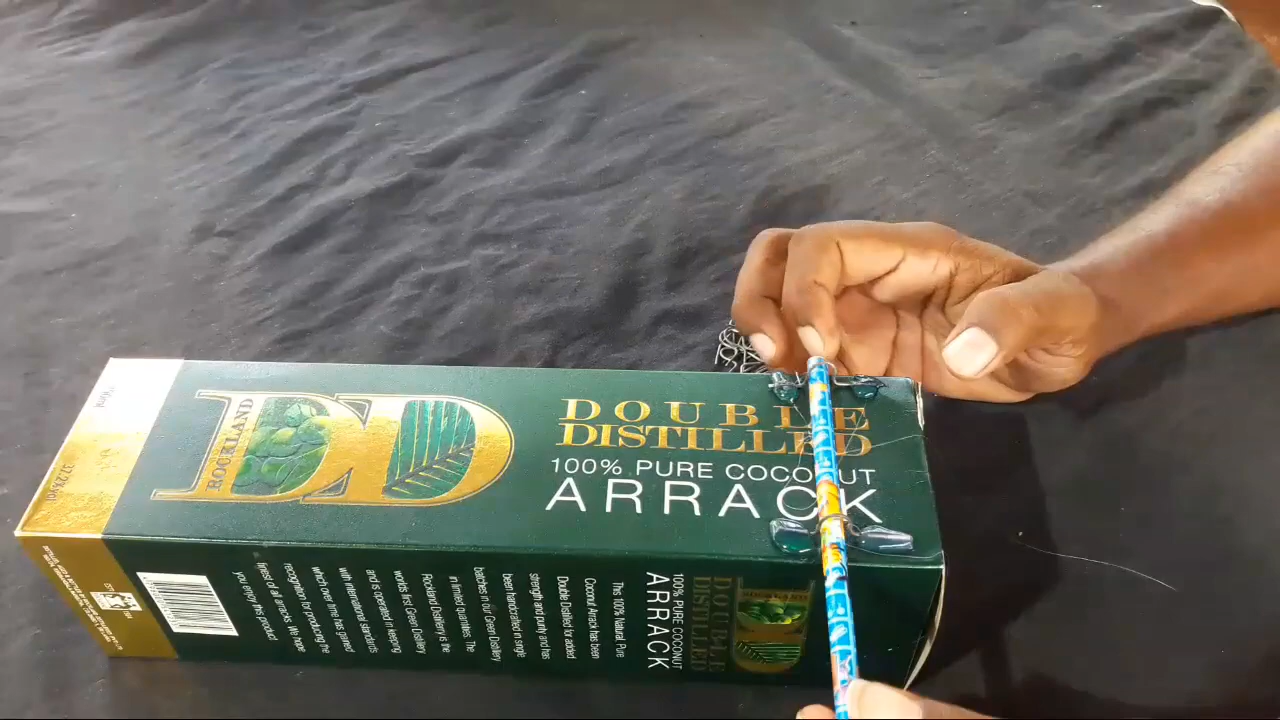 ROCKLAND
DD
DOUBLE
DISTILLED
100% PURE COCONUT
ARRACK
100% PURE COCONUT
ARRACK
DOUBLE
DISTILLED
This 100% Natural Pure
Coconut Arrack has been
Double Distilled for added
strength and purity and has
been handcrafted in single
batches in our Green Distillery
in limited quantities. The
Rockland Distillery is the
worlds first Green Distillery
and is operated in keeping
with international standards
which over time has gained
recognition for producing the
finest of all arracks. We hope
you enjoy this product